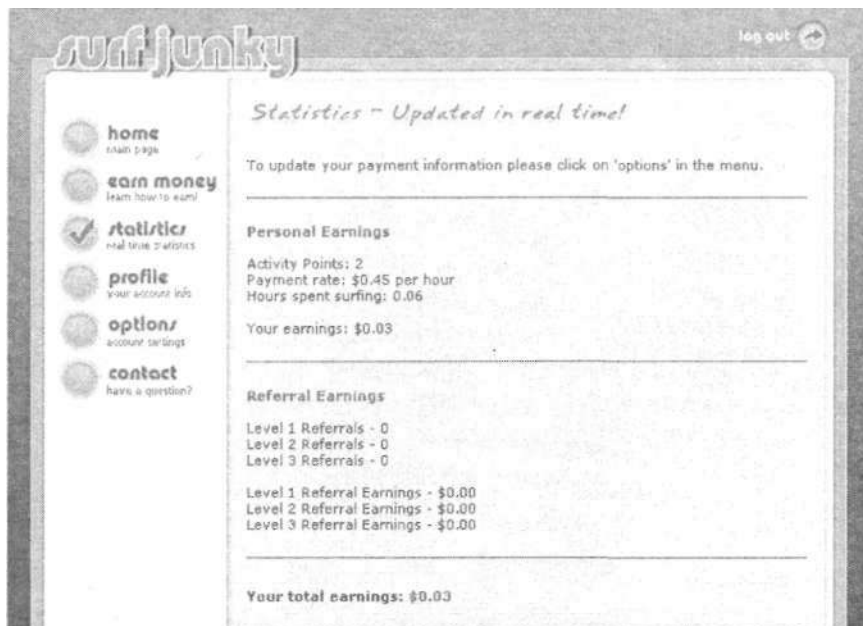 surf junky
log out
Statistics - Updated in real time!
home
main page
earn money
learn how to earn!
statistics
real time statistics
profile
your account info
options
account settings
contact
have a question?
To update your payment information please click on 'options' in the menu.
Personal Earnings
Activity Points: 2
Payment rate: $0.45 per hour
Hours spent surfing: 0.06
Your earnings: $0.03
Referral Earnings
Level 1 Referrals - 0
Level 2 Referrals - 0
Level 3 Referrals - 0
Level 1 Referral Earnings - $0.00
Level 2 Referral Earnings - $0.00
Level 3 Referral Earnings - $0.00
Your total earnings: $0.03